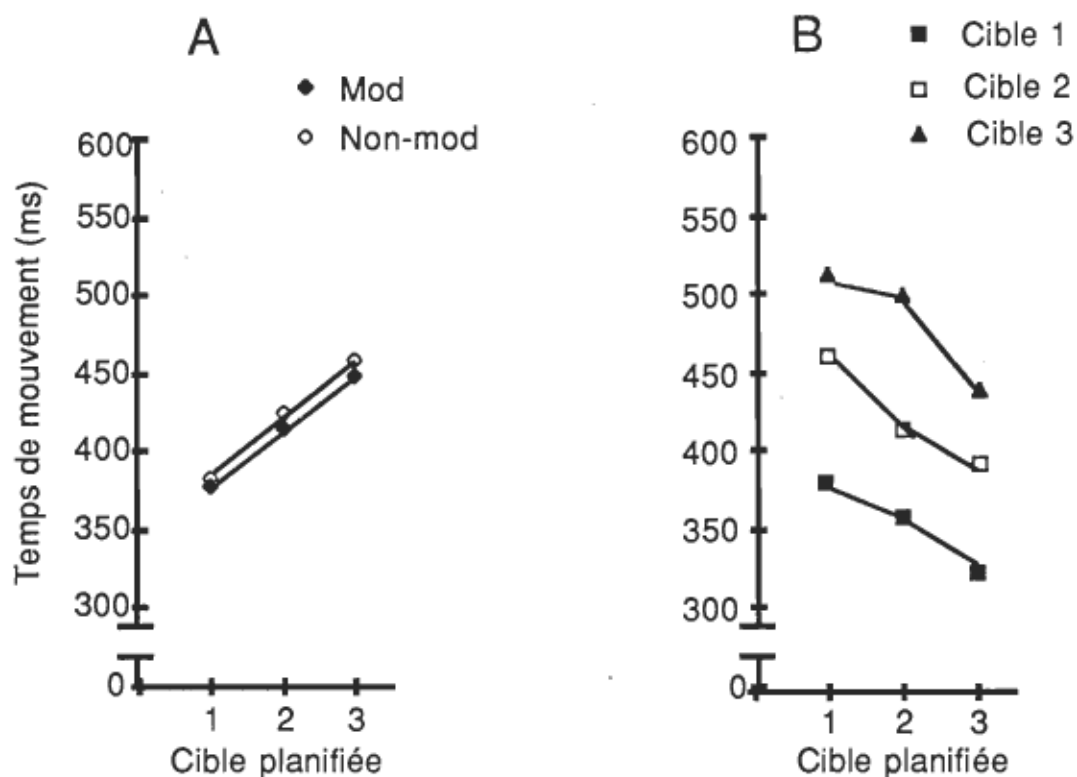 A
Mod
Non-mod
Temps de mouvement (ms)
600
550
500
450
400
350
300
0
1 2 3
Cible planifiée
B
Cible 1
Cible 2
Cible 3
600
550
500
450
400
350
300
0
1 2 3
Cible planifiée